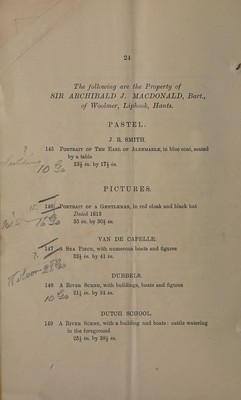 24
The following are the Property of
SIR ARCHIBALD J. MACDONALD, Bart.,
of Woolmer, Liphook, Hants.
PASTEL.
J. R. SMITH.
145 PORTRAIT OF THE EARL OF ALBEMARLE, in blue coat, seated
by a table
23½ in. by 17½ in.
PICTURES.
146 PORTRAIT OF A GENTLEMAN, in red cloak and black hat
Dated 1613
35 in. by 30½ in.
VAN DE CAPELLE.
147 A SEA PIECE, with numerous boats and figures
32½ in. by 41 in.
DUBBELS.
148 A RIVER SCENE, with buildings, boats and figures
21½ in. by 31 in.
DUTCH SCHOOL.
149 A RIVER SCENE, with a building and boats: cattle watering
in the foreground
25½ in. by 38½ in.